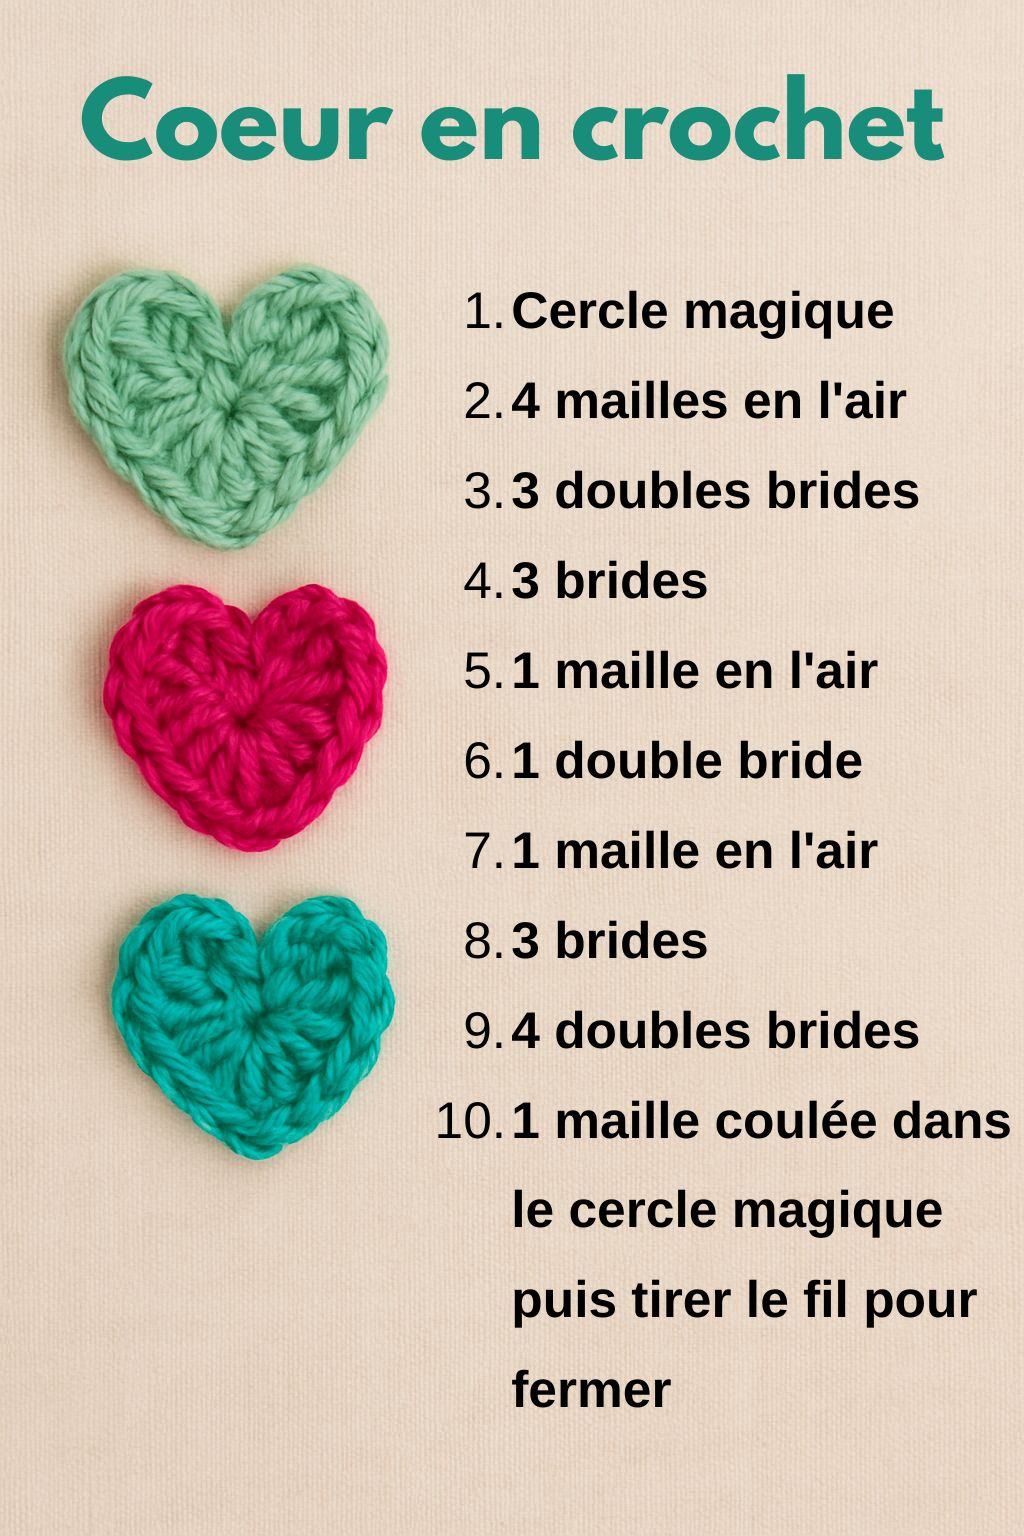 Coeur en crochet
1. Cercle magique
2. 4 mailles en l'air
3. 3 doubles brides
4. 3 brides
5. 1 maille en l'air
6. 1 double bride
7. 1 maille en l'air
8. 3 brides
9. 4 doubles brides
10. 1 maille coulée dans
le cercle magique
puis tirer le fil pour
fermer